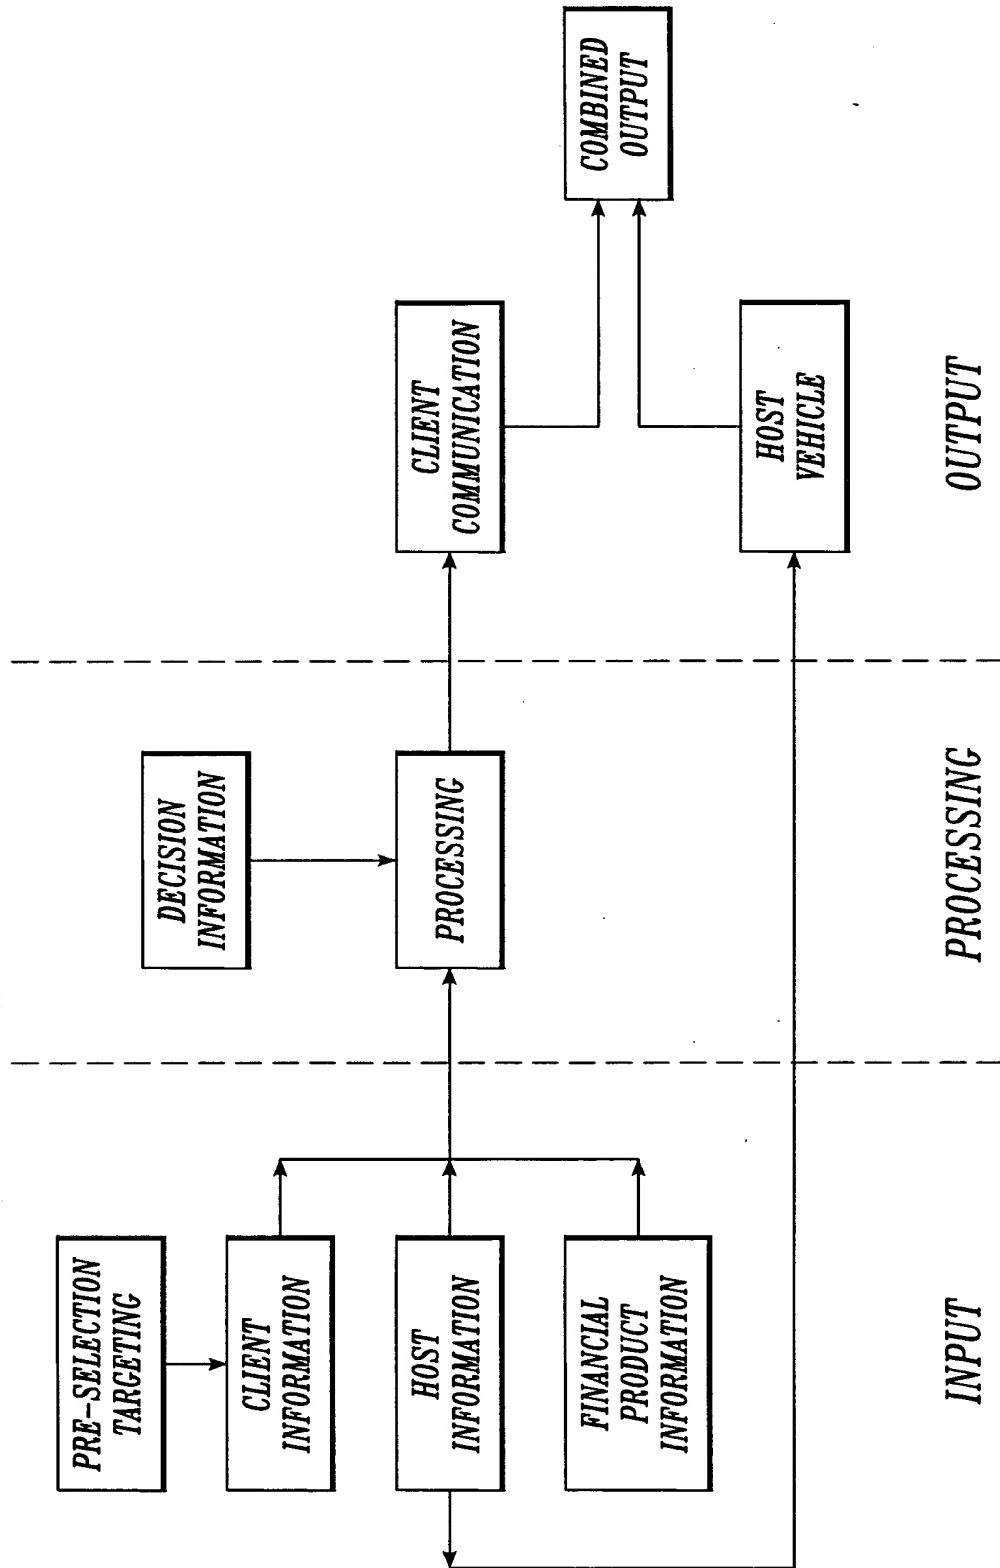 PRE-SELECTION
TARGETING
CLIENT
INFORMATION
HOST
INFORMATION
FINANCIAL
PRODUCT
INFORMATION
INPUT
DECISION
INFORMATION
PROCESSING
PROCESSING
CLIENT
COMMUNICATION
HOST
VEHICLE
COMBINED
OUTPUT
OUTPUT